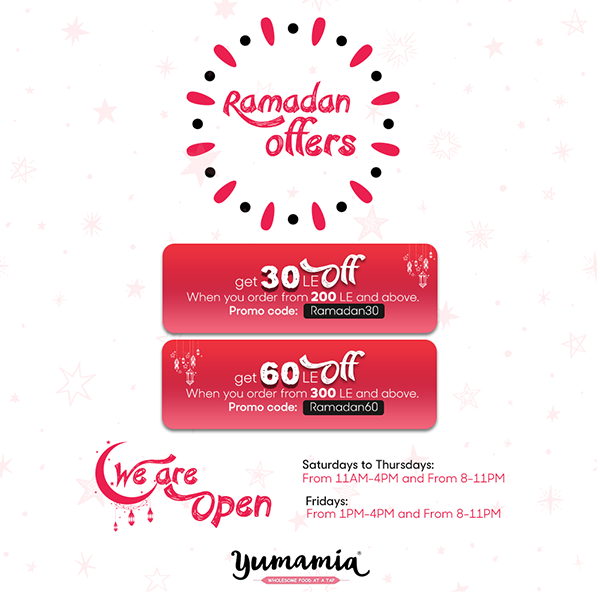 Ramadan
offers
get 30 LE off
When you order from 200 LE and above.
Promo code: Ramadan30
get 60 LE off
When you order from 300 LE and above.
Promo code: Ramadan60
we are
open
Saturdays to Thursdays:
From 11AM-4PM and From 8-11PM
Fridays:
From 1PM-4PM and From 8-11PM
yumamia®
WHOLESOME FOOD AT A TAP